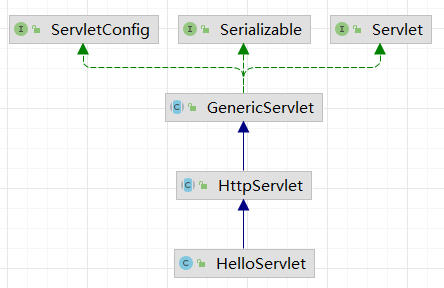 I ServletConfig
I Serializable
I Servlet
C GenericServlet
C HttpServlet
C HelloServlet